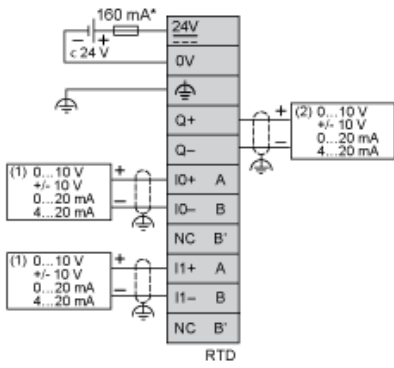 160 mA*
− +
c 24 V
24V
0V
Q+
Q−
+
−
(2) 0...10 V
+/- 10 V
0...20 mA
4...20 mA
(1) 0...10 V
+/- 10 V
0...20 mA
4...20 mA
+
−
I0+ A
I0− B
NC B'
(1) 0...10 V
+/- 10 V
0...20 mA
4...20 mA
+
−
I1+ A
I1− B
NC B'
RTD